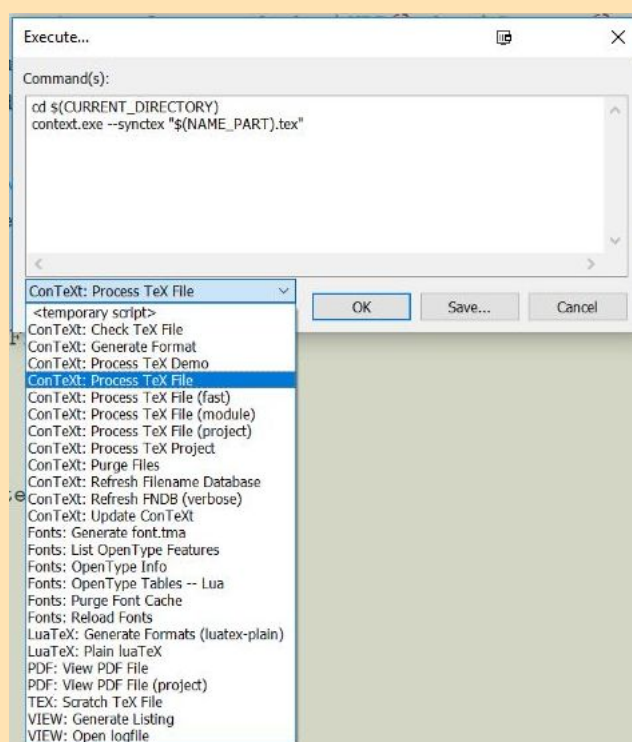 Execute...
Command(s):
cd $(CURRENT_DIRECTORY)
context.exe --synctex "$(NAME_PART).tex"
ConTeXt: Process TeX File
OK Save... Cancel
<temporary script>
ConTeXt: Check TeX File
ConTeXt: Generate Format
ConTeXt: Process TeX Demo
ConTeXt: Process TeX File
ConTeXt: Process TeX File (fast)
ConTeXt: Process TeX File (module)
ConTeXt: Process TeX File (project)
ConTeXt: Process TeX Project
ConTeXt: Purge Files
ConTeXt: Refresh Filename Database
ConTeXt: Refresh FNDB (verbose)
ConTeXt: Update ConTeXt
Fonts: Generate font.tma
Fonts: List OpenType Features
Fonts: OpenType Info
Fonts: OpenType Tables -- Lua
Fonts: Purge Font Cache
Fonts: Reload Fonts
LuaTeX: Generate Formats (luatex-plain)
LuaTeX: Plain luaTeX
PDF: View PDF File
PDF: View PDF File (project)
TEX: Scratch TeX File
VIEW: Generate Listing
VIEW: Open logfile